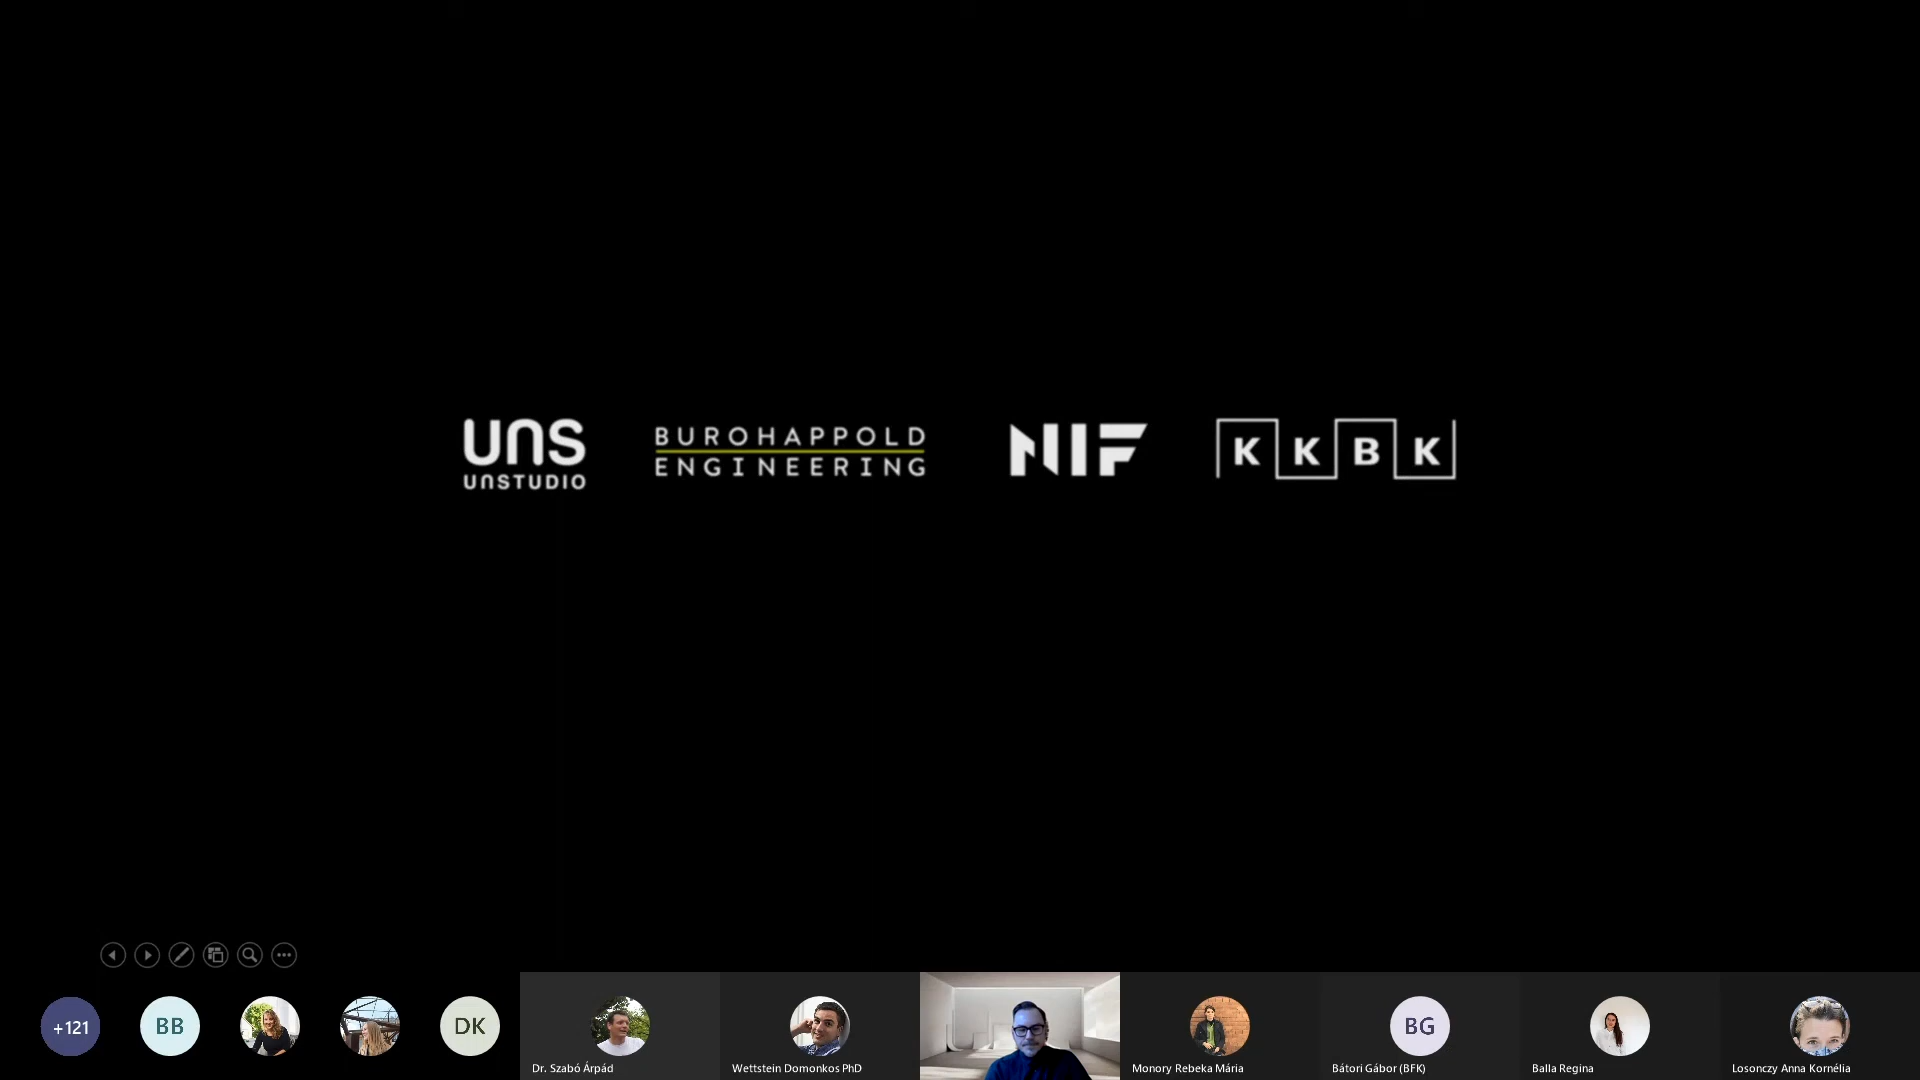 UNS
UNSTUDIO
BUROHAPPOLD
ENGINEERING
NIF
KKBK
+121
BB
DK
Dr. Szabó Árpád
Wettstein Domonkos PhD
Monory Rebeka Mária
BG
Bátori Gábor (BFK)
Balla Regina
Losonczy Anna Kornélia